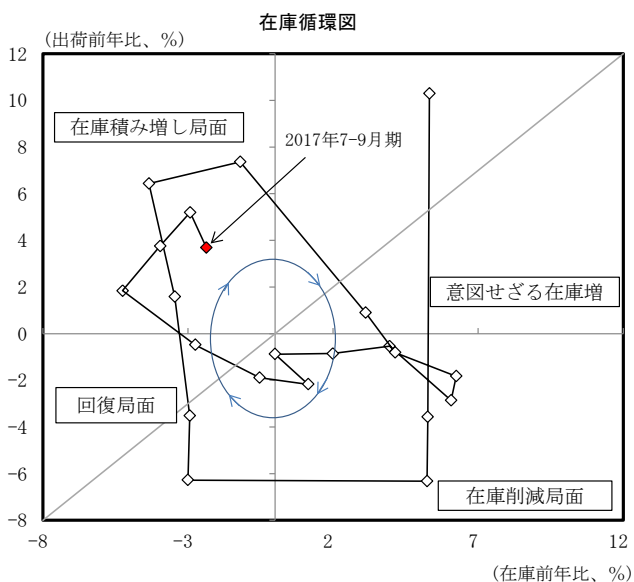 在庫循環図
(出荷前年比、%)
12
10
8
6
4
2
0
-2
-4
-6
-8
在庫積み増し局面
2017年7-9月期
意図せざる在庫増
回復局面
在庫削減局面
-8
-3
2
7
12
(在庫前年比、%)